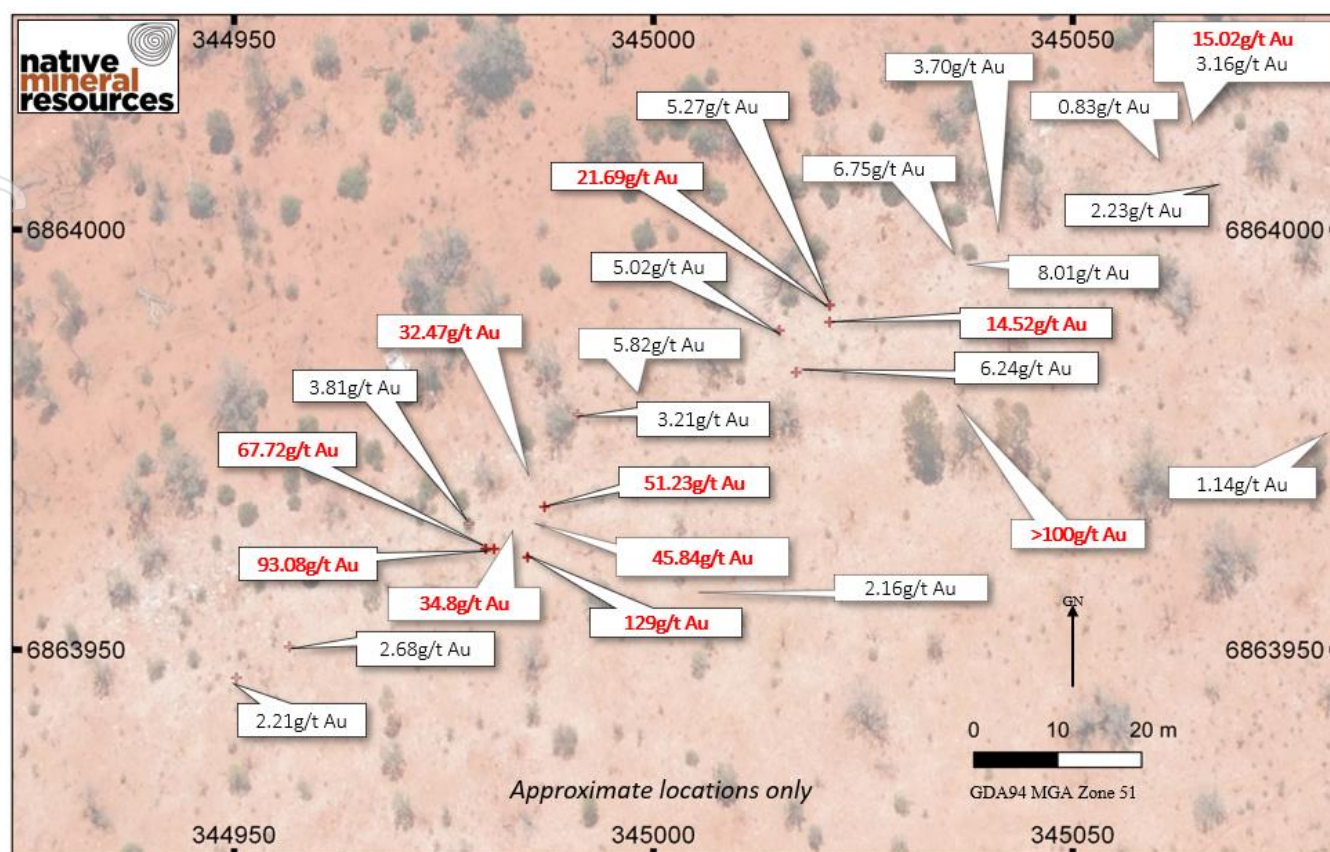 native
mineral
resources
344950
345000
345050
15.02g/t Au
3.16g/t Au
3.70g/t Au
5.27g/t Au
0.83g/t Au
21.69g/t Au
6.75g/t Au
2.23g/t Au
6864000
6864000
5.02g/t Au
8.01g/t Au
32.47g/t Au
14.52g/t Au
5.82g/t Au
6.24g/t Au
3.81g/t Au
3.21g/t Au
67.72g/t Au
51.23g/t Au
1.14g/t Au
>100g/t Au
93.08g/t Au
45.84g/t Au
34.8g/t Au
2.16g/t Au
129g/t Au
GN
6863950
6863950
2.68g/t Au
2.21g/t Au
0 10 20 m
Approximate locations only
GDA94 MGA Zone 51
344950
345000
345050